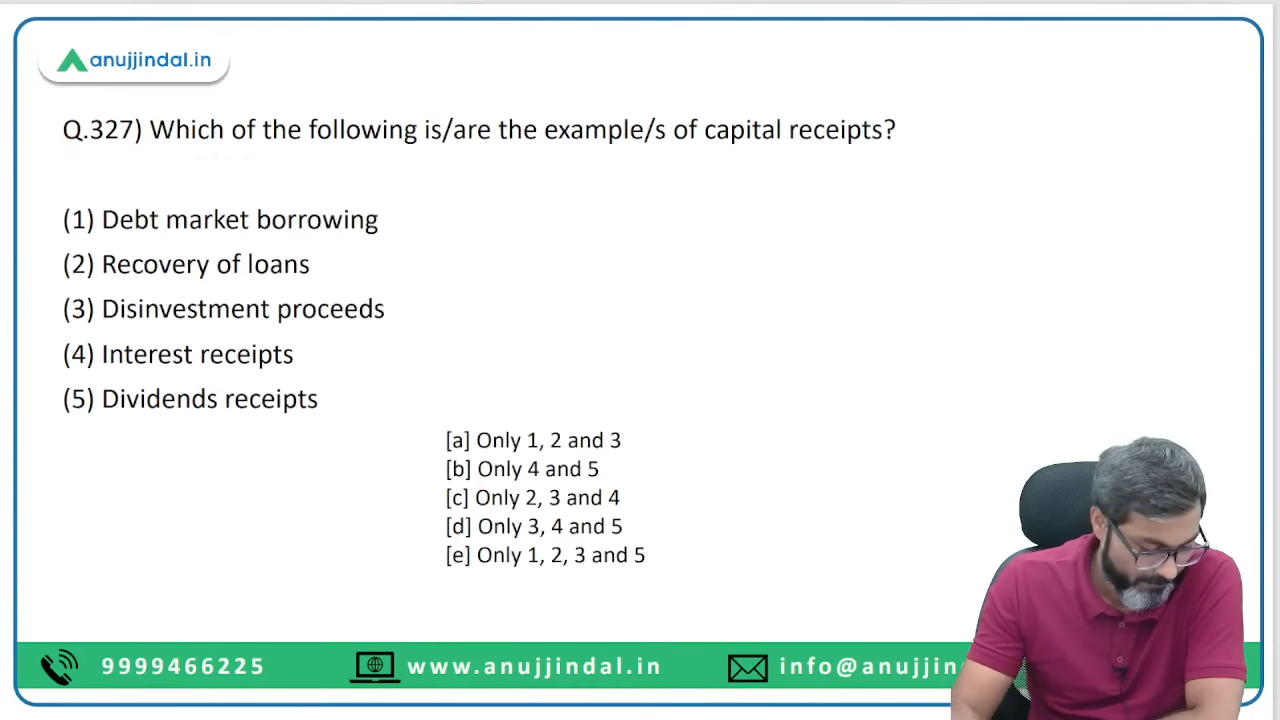 anujjindal.in
Q.327) Which of the following is/are the example/s of capital receipts?
(1) Debt market borrowing
(2) Recovery of loans
(3) Disinvestment proceeds
(4) Interest receipts
(5) Dividends receipts
[a] Only 1, 2 and 3
[b] Only 4 and 5
[c] Only 2, 3 and 4
[d] Only 3, 4 and 5
[e] Only 1, 2, 3 and 5
9999466225 www.anujjindal.in info@anujjin